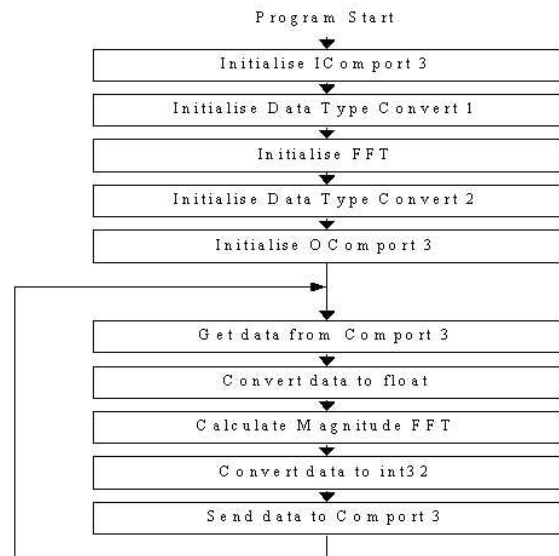 Program Start
Initialise IComport 3
Initialise Data Type Convert 1
Initialise FFT
Initialise Data Type Convert 2
Initialise OComport 3
Get data from Comport 3
Convert data to float
Calculate Magnitude FFT
Convert data to int32
Send data to Comport 3